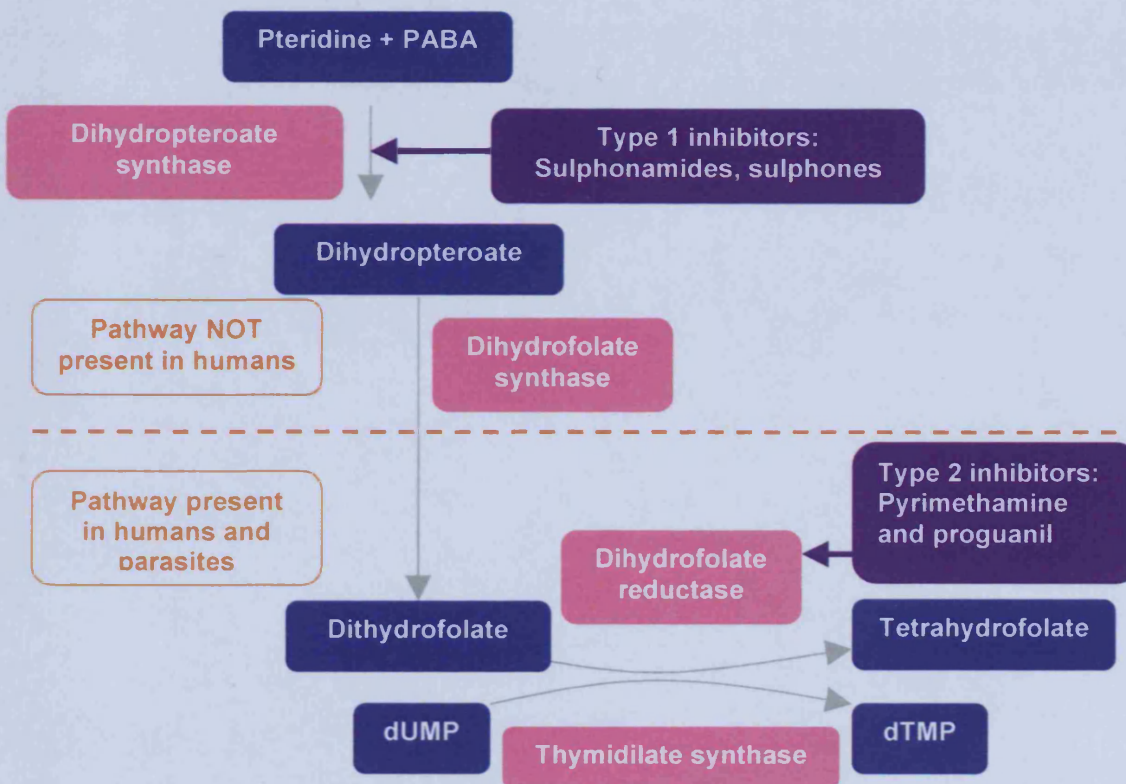 Pteridine + PABA
Dihydropteroate
synthase
Type 1 inhibitors:
Sulphonamides, sulphones
Dihydropteroate
Pathway NOT
present in humans
Dihydrofolate
synthase
Pathway present
in humans and
parasites
Type 2 inhibitors:
Pyrimethamine
and proguanil
Dihydrofolate
reductase
Dithydrofolate
Tetrahydrofolate
dUMP
dTMP
Thymidilate synthase